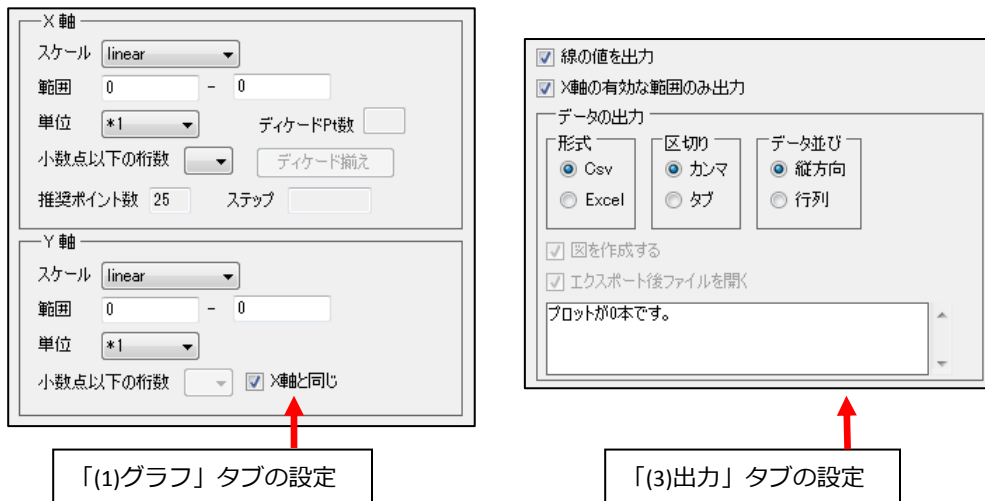 X 軸
スケール linear
範囲 0 - 0
単位 *1 ディケードPt数
小数点以下の桁数 ディケード揃え
推奨ポイント数 25 ステップ
Y 軸
スケール linear
範囲 0 - 0
単位 *1
小数点以下の桁数 X軸と同じ
「(1)グラフ」タブの設定
線の値を出力
X軸の有効な範囲のみ出力
データの出力
形式 区切り データ並び
Csv カンマ 縦方向
Excel タブ 行列
図を作成する
エクスポート後ファイルを開く
プロットが0本です。
「(3)出力」タブの設定